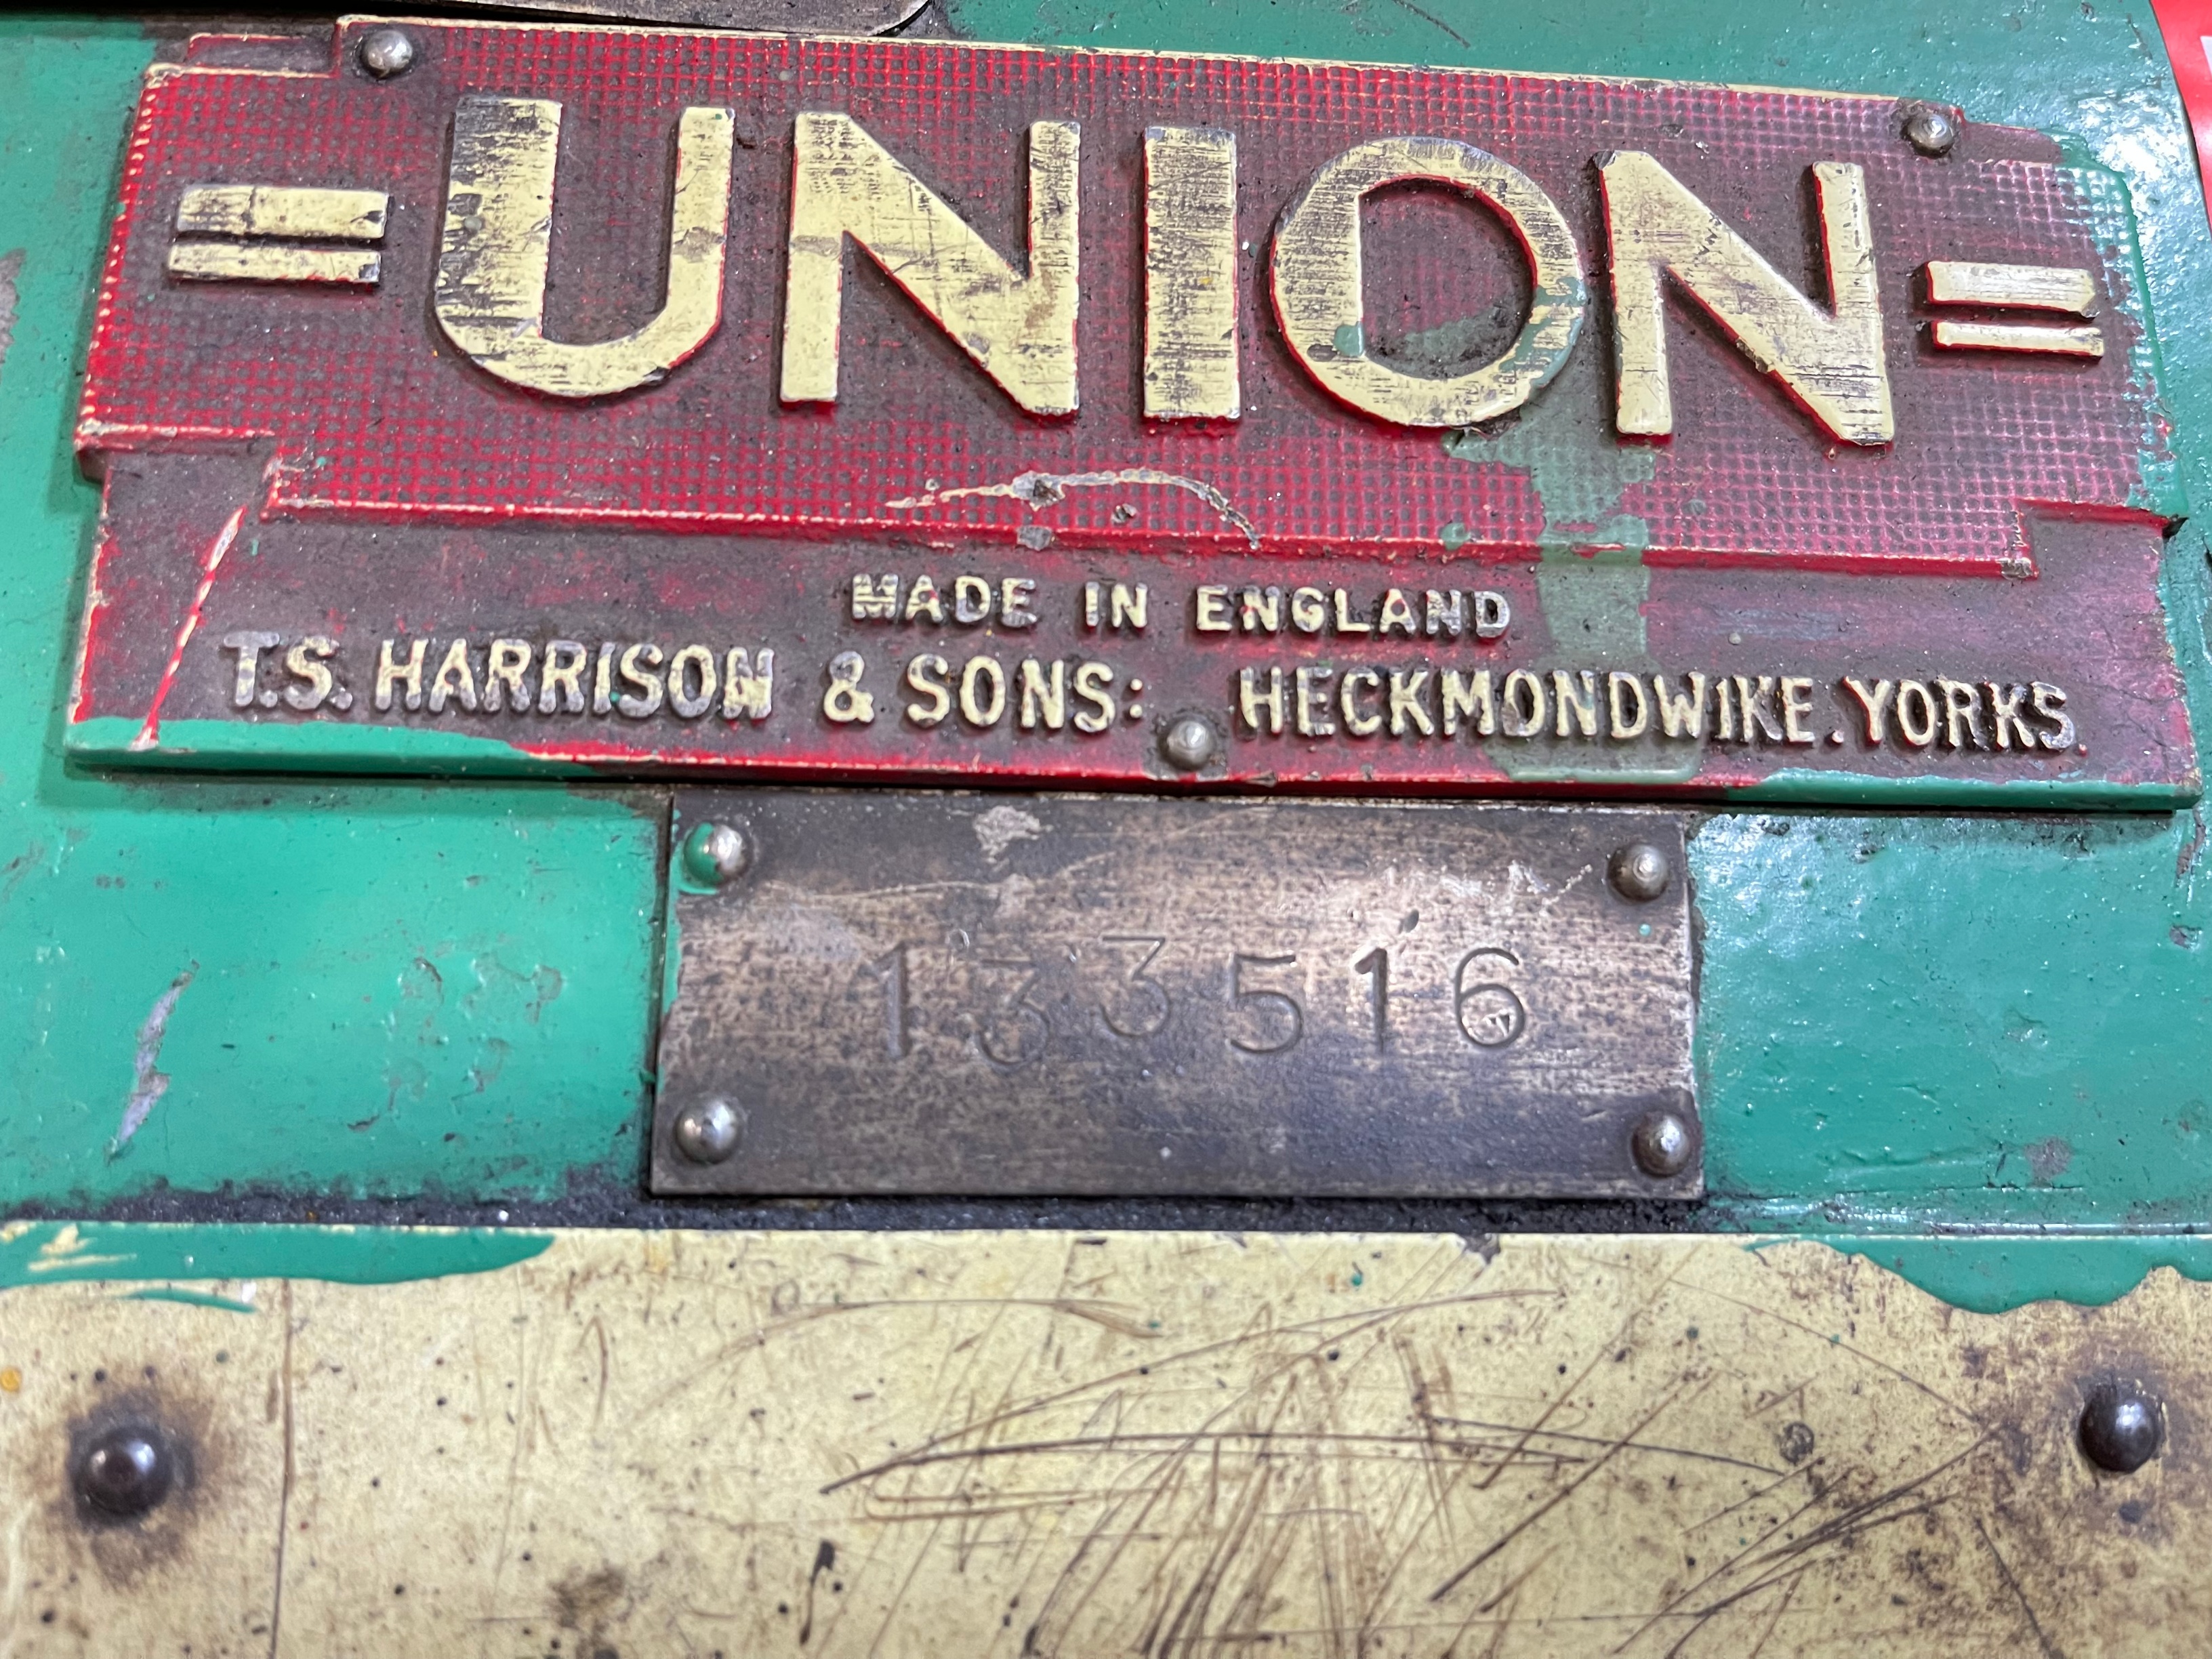 =UNION=
MADE IN ENGLAND
T.S. HARRISON & SONS: HECKMONDWIKE. YORKS.
133516